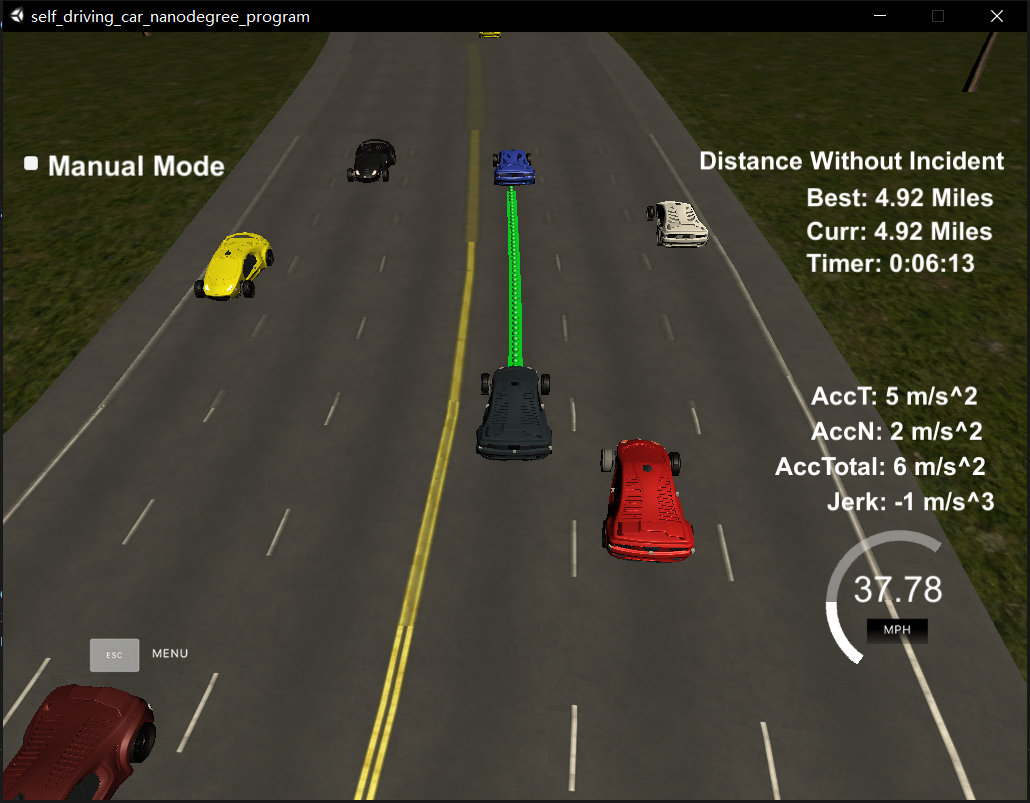 self_driving_car_nanodegree_program
Manual Mode
Distance Without Incident
Best: 4.92 Miles
Curr: 4.92 Miles
Timer: 0:06:13
AccT: 5 m/s^2
AccN: 2 m/s^2
AccTotal: 6 m/s^2
Jerk: -1 m/s^3
37.78
MPH
ESC MENU